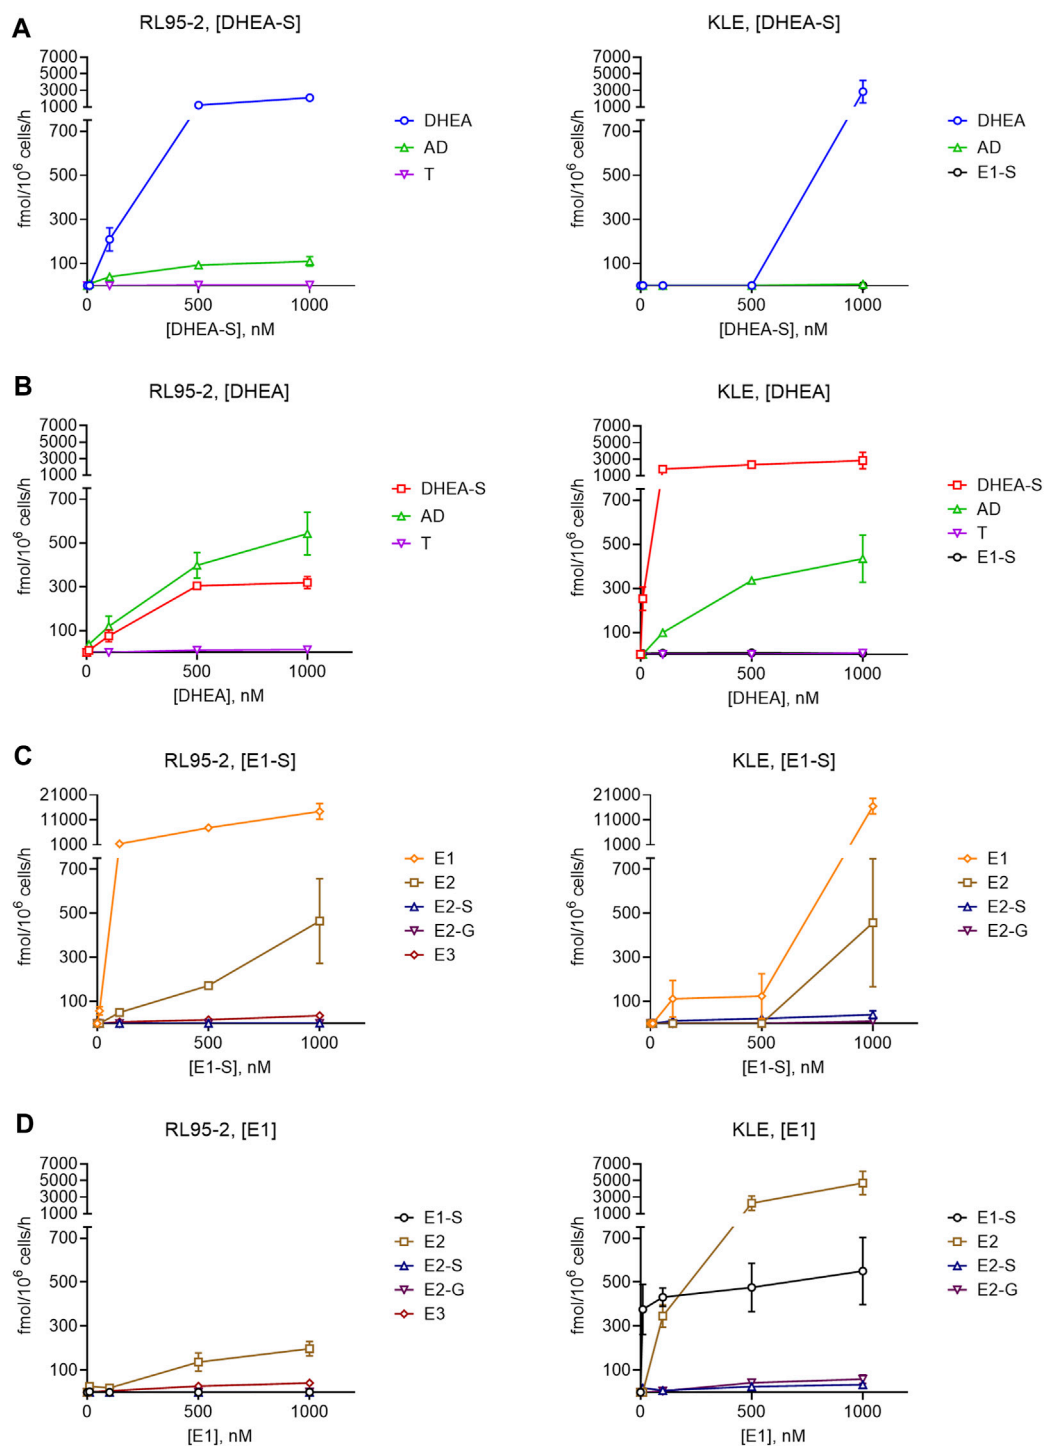 A
RL95-2, [DHEA-S]
7000
5000
3000
1000
700
500
300
100
fmol/10⁶ cells/h
0
500
1000
[DHEA-S], nM
DHEA
AD
T
KLE, [DHEA-S]
7000
5000
3000
1000
700
500
300
100
fmol/10⁶ cells/h
0
500
1000
[DHEA-S], nM
DHEA
AD
E1-S
B
RL95-2, [DHEA]
7000
5000
3000
1000
700
500
300
100
fmol/10⁶ cells/h
0
500
1000
[DHEA], nM
DHEA-S
AD
T
KLE, [DHEA]
7000
5000
3000
1000
700
500
300
100
fmol/10⁶ cells/h
0
500
1000
[DHEA], nM
DHEA-S
AD
T
E1-S
C
RL95-2, [E1-S]
21000
11000
1000
700
500
300
100
fmol/10⁶ cells/h
0
500
1000
[E1-S], nM
E1
E2
E2-S
E2-G
E3
KLE, [E1-S]
21000
11000
1000
700
500
300
100
fmol/10⁶ cells/h
0
500
1000
[E1-S], nM
E1
E2
E2-S
E2-G
D
RL95-2, [E1]
7000
5000
3000
1000
700
500
300
100
fmol/10⁶ cells/h
0
500
1000
[E1], nM
E1-S
E2
E2-S
E2-G
E3
KLE, [E1]
7000
5000
3000
1000
700
500
300
100
fmol/10⁶ cells/h
0
500
1000
[E1], nM
E1-S
E2
E2-S
E2-G